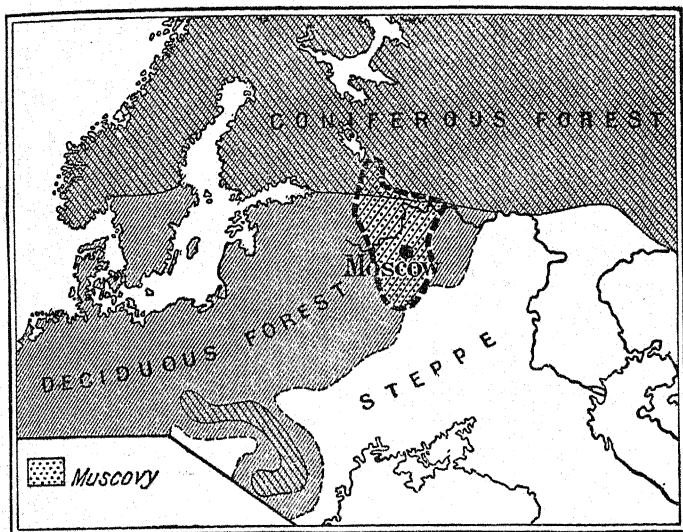 CONIFEROUS FOREST
Moscow
DECIDUOUS FOREST
STEPPE
Muscovy